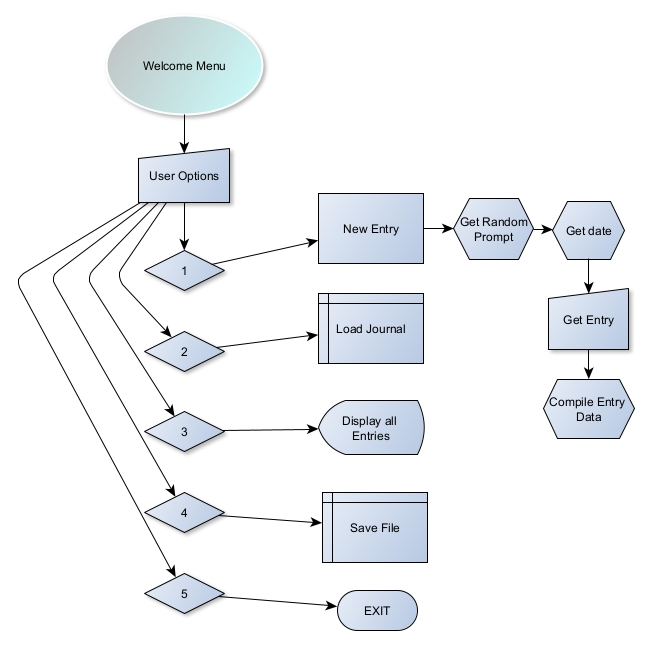 Welcome Menu
User Options
1
New Entry
Get Random
Prompt
Get date
Get Entry
Compile Entry
Data
2
Load Journal
3
Display all
Entries
4
Save File
5
EXIT